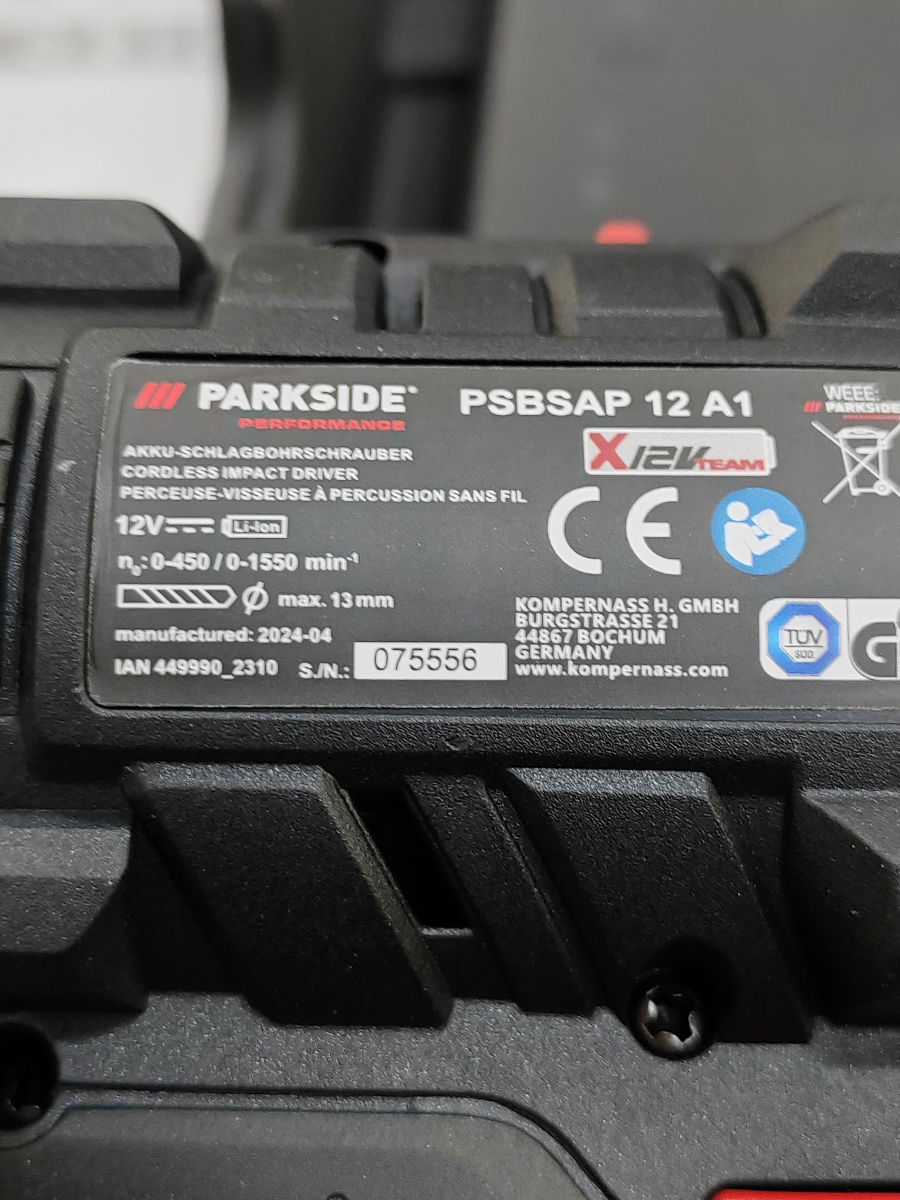 PARKSIDE®
PERFORMANCE
PSBSAP 12 A1
WEEE:
PARKSIDE
X12V TEAM
AKKU-SCHLAGBOHRSCHRAUBER
CORDLESS IMPACT DRIVER
PERCEUSE-VISSEUSE À PERCUSSION SANS FIL
12V Li-Ion
CE
n₀: 0-450 / 0-1550 min⁻¹
Ø max. 13 mm
manufactured: 2024-04
IAN 449990_2310 S./N.: 075556
KOMPERNASS H. GMBH
BURGSTRASSE 21
44867 BOCHUM
GERMANY
www.kompernass.com
TÜV
SÜD
G